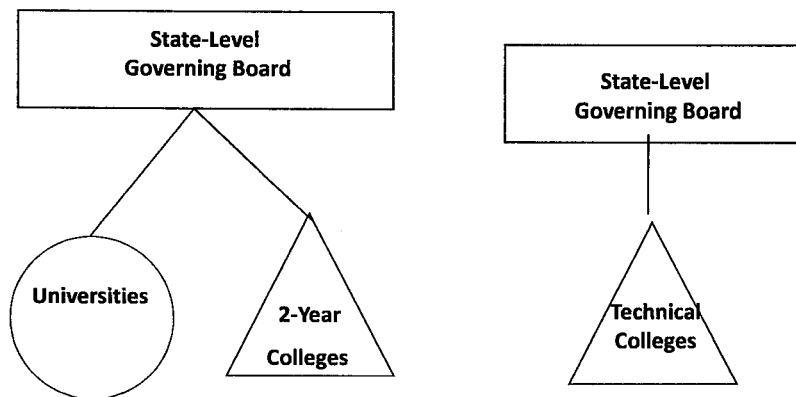 State-Level
Governing Board
State-Level
Governing Board
Universities
2-Year
Colleges
Technical
Colleges